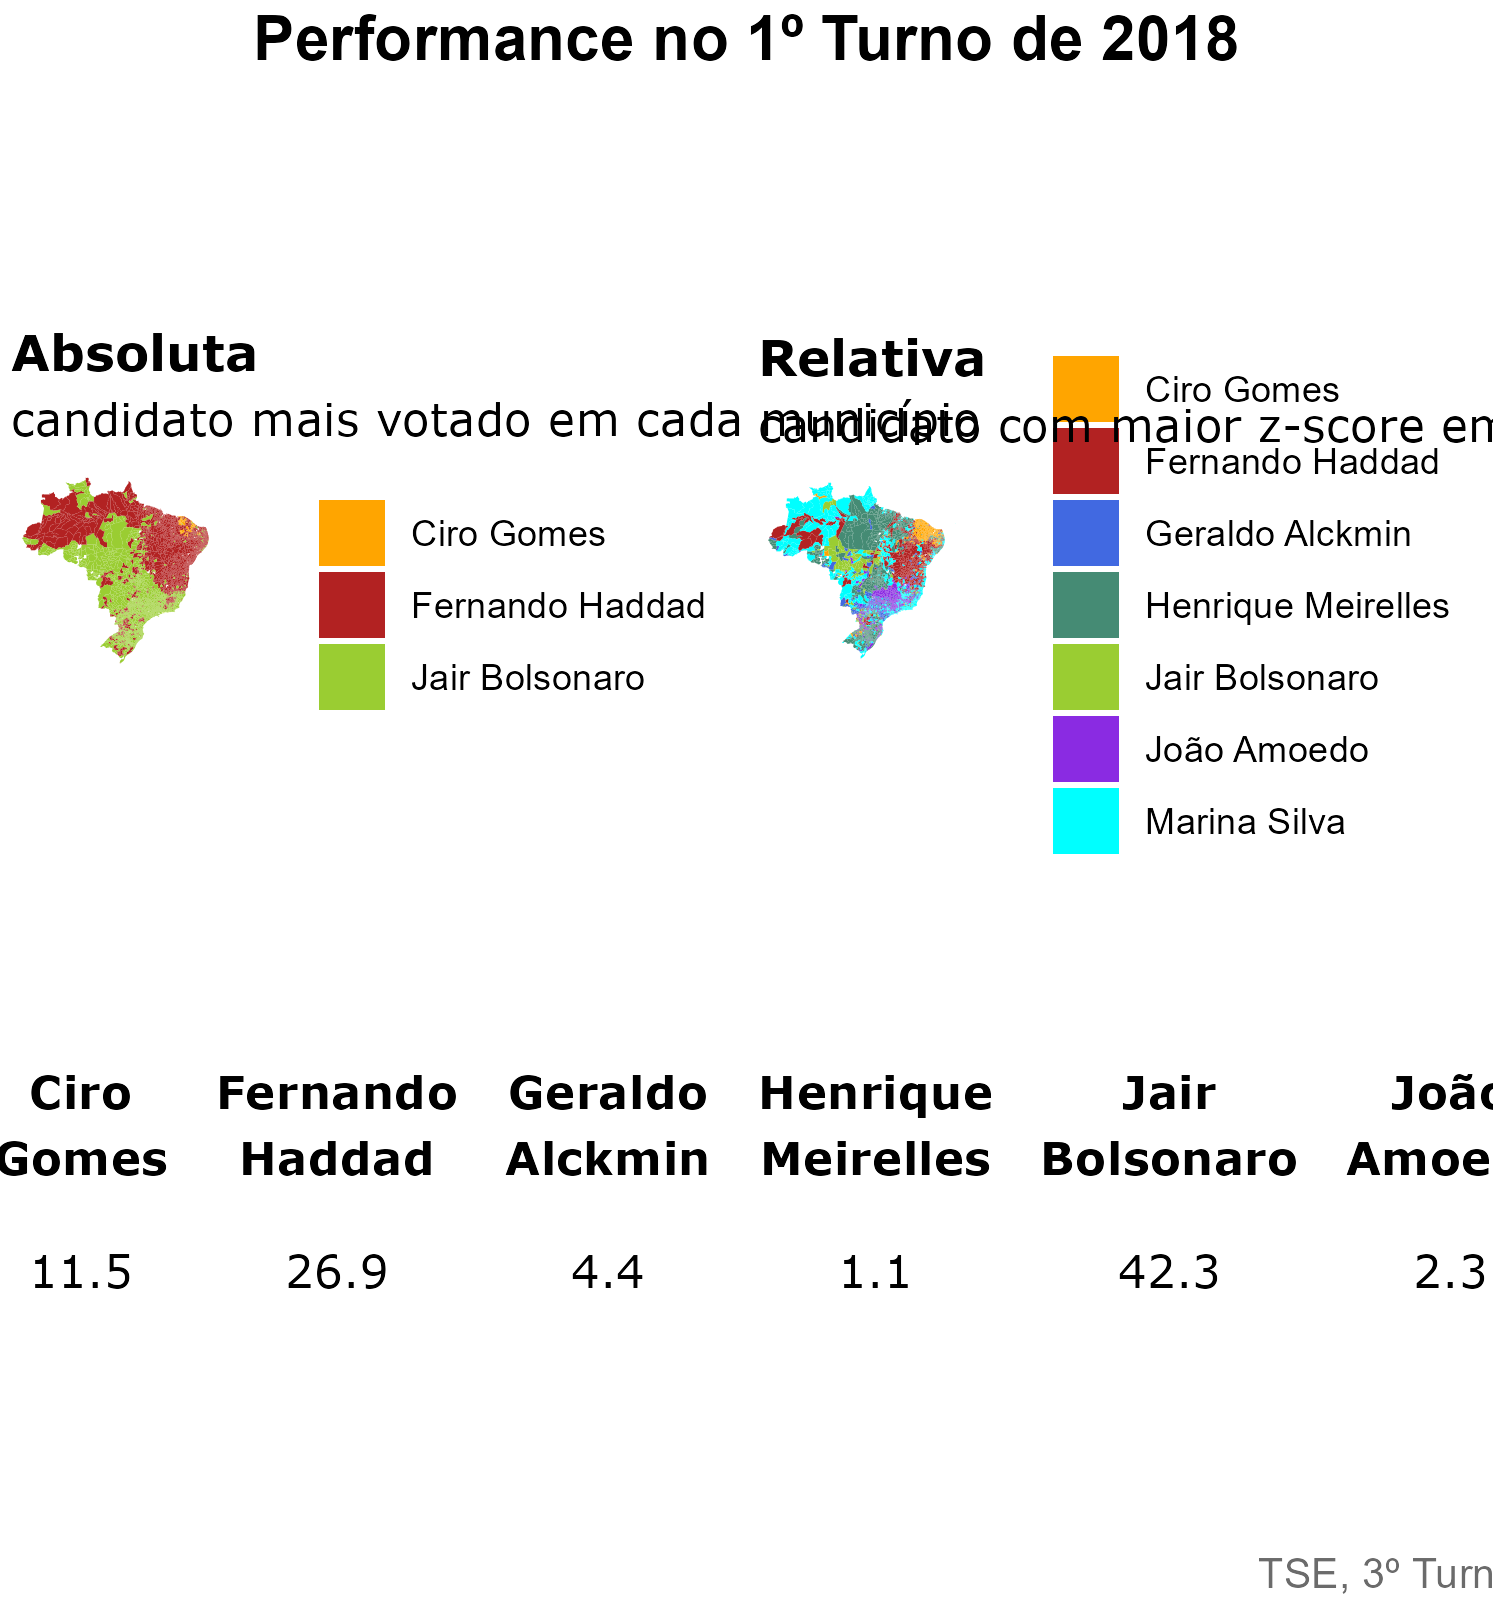 Performance no 1º Turno de 2018
Absoluta
candidato mais votado em cada município
Ciro Gomes
Fernando Haddad
Jair Bolsonaro
Relativa
candidato com maior z-score em
Ciro Gomes
Fernando Haddad
Geraldo Alckmin
Henrique Meirelles
Jair Bolsonaro
João Amoedo
Marina Silva
Ciro Fernando Geraldo Henrique Jair João
Gomes Haddad Alckmin Meirelles Bolsonaro Amoe
11.5 26.9 4.4 1.1 42.3 2.3
TSE, 3º Turn